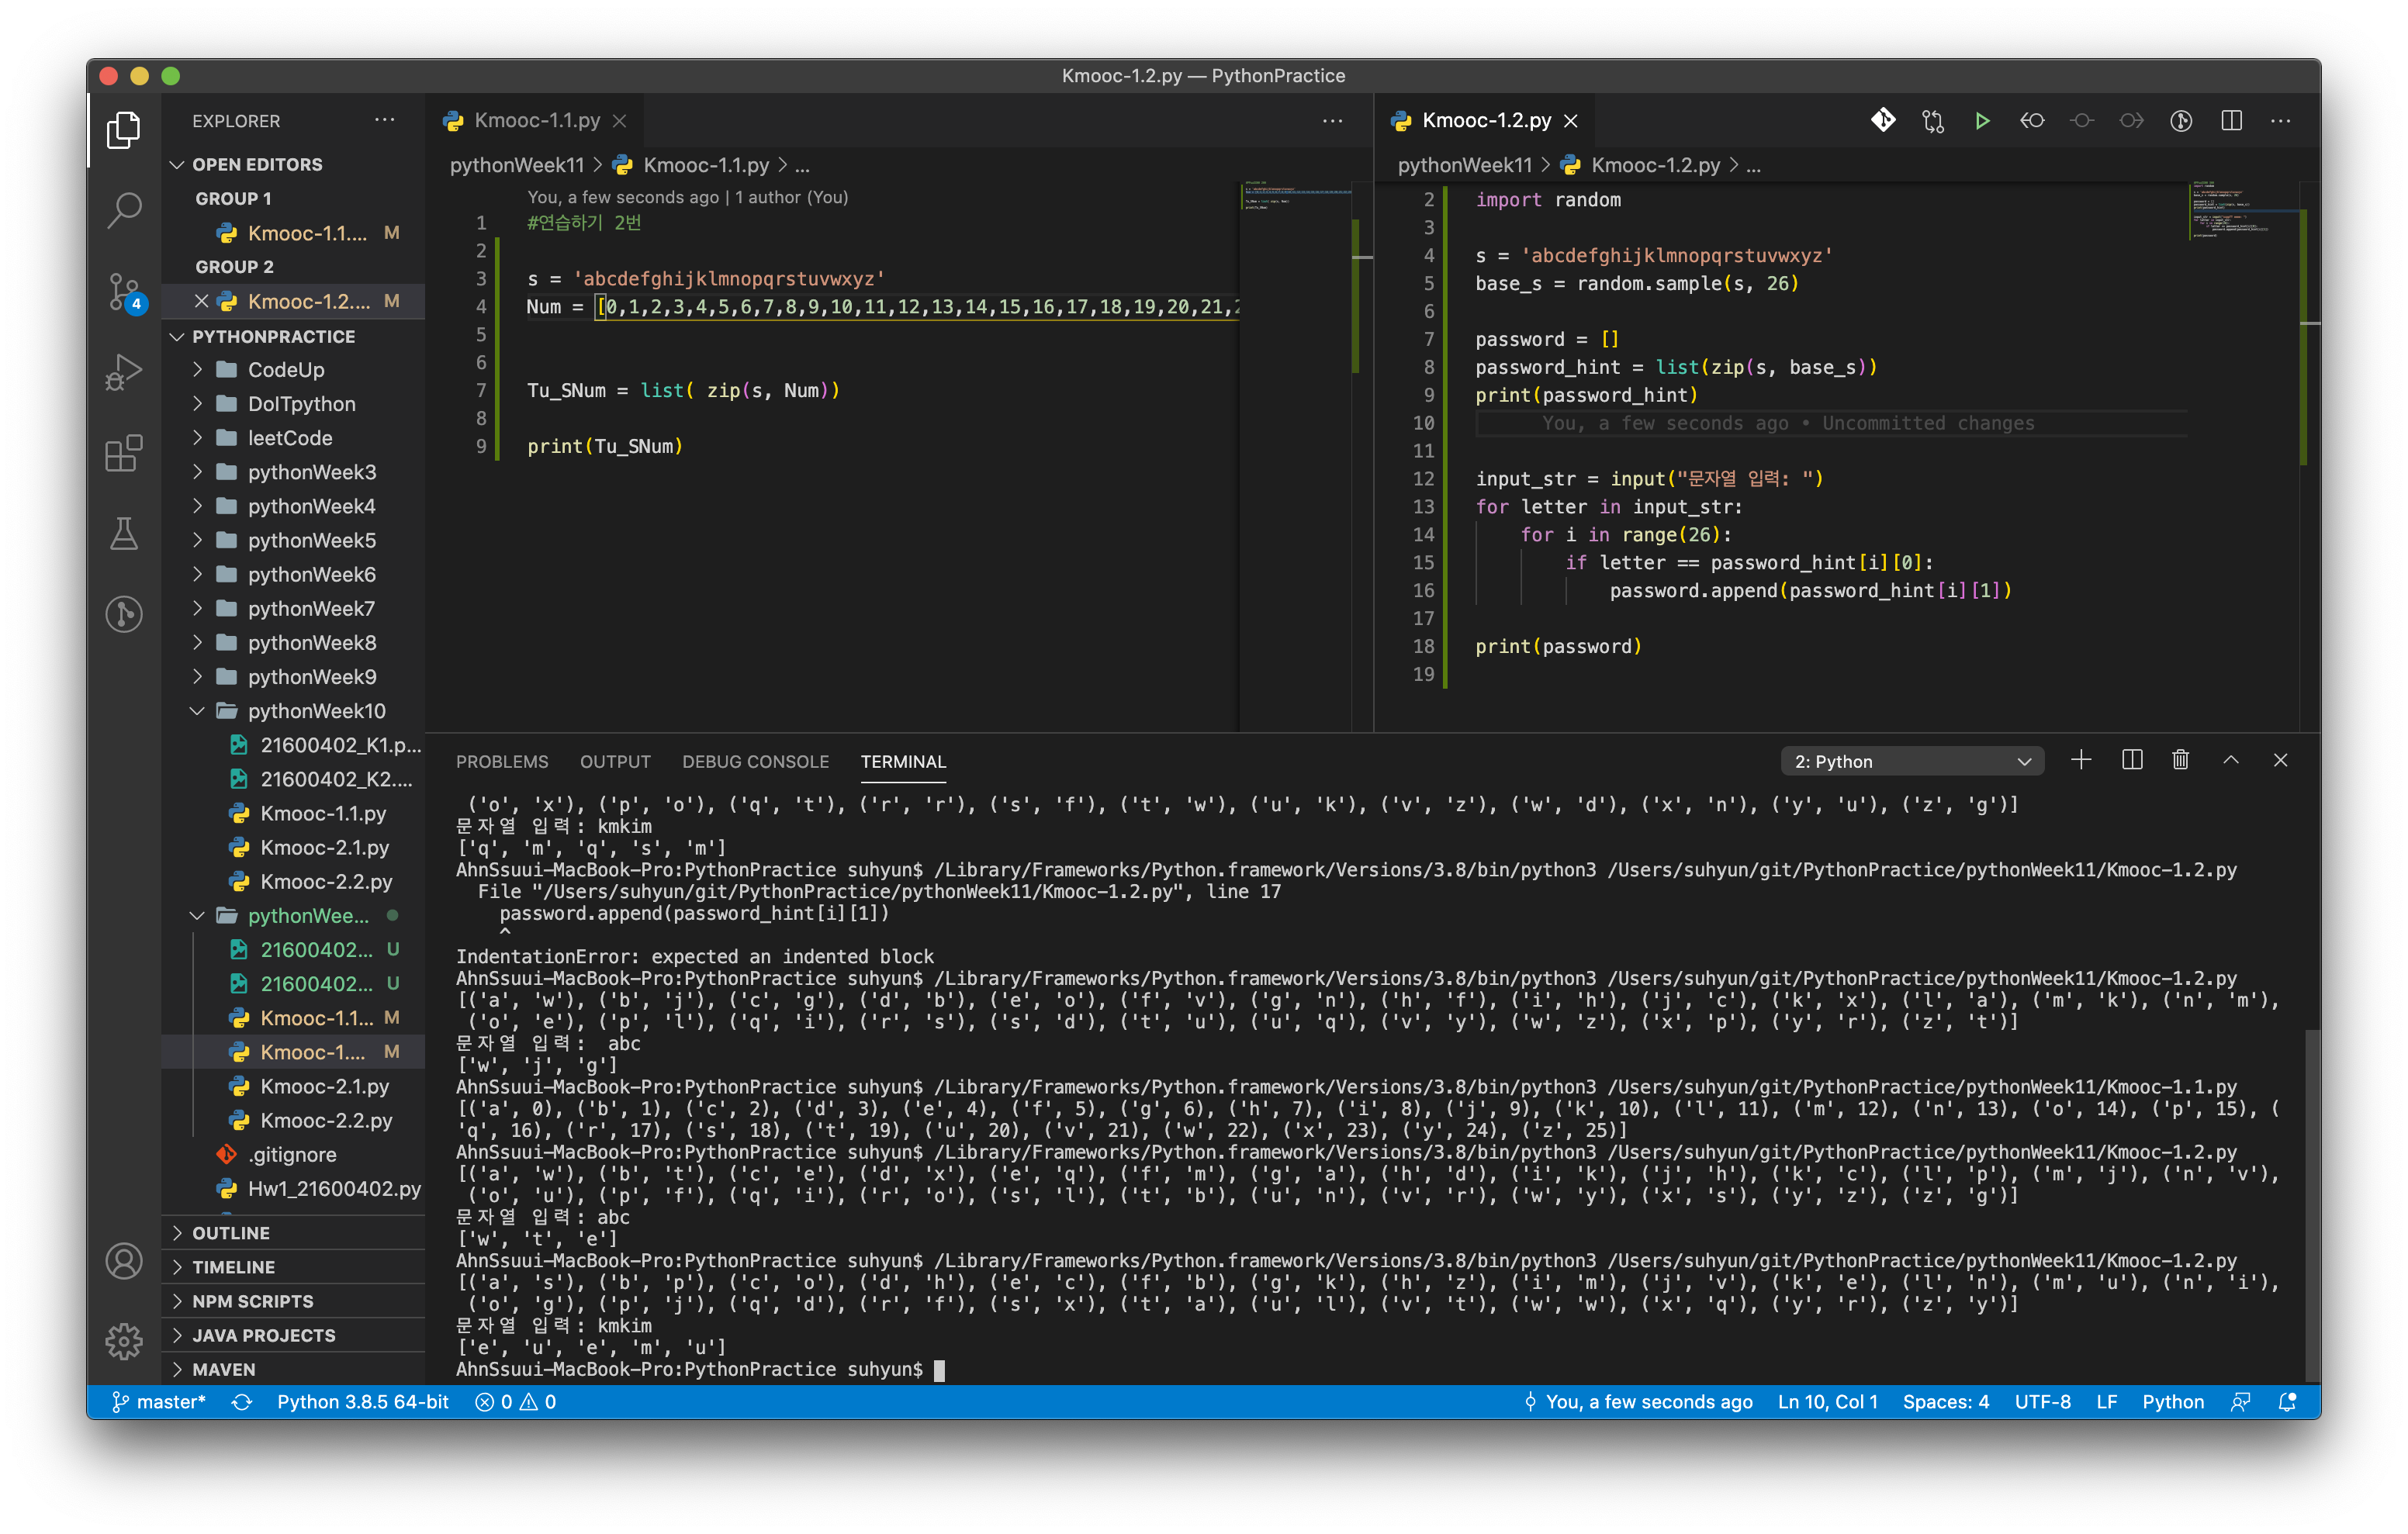 Kmooc-1.2.py — PythonPractice
EXPLORER
OPEN EDITORS
GROUP 1
Kmooc-1.1.... M
GROUP 2
Kmooc-1.2.... M
PYTHONPRACTICE
CodeUp
DoITpython
leetCode
pythonWeek3
pythonWeek4
pythonWeek5
pythonWeek6
pythonWeek7
pythonWeek8
pythonWeek9
pythonWeek10
21600402_K1.p...
21600402_K2....
Kmooc-1.1.py
Kmooc-2.1.py
Kmooc-2.2.py
pythonWee...
21600402... U
21600402... U
Kmooc-1.1... M
Kmooc-1.... M
Kmooc-2.1.py
Kmooc-2.2.py
.gitignore
Hw1_21600402.py
OUTLINE
TIMELINE
NPM SCRIPTS
JAVA PROJECTS
MAVEN
4
Kmooc-1.1.py
pythonWeek11 > Kmooc-1.1.py > ...
You, a few seconds ago | 1 author (You)
1 #연습하기 2번
2
3 s = 'abcdefghijklmnopqrstuvwxyz'
4 Num = [0,1,2,3,4,5,6,7,8,9,10,11,12,13,14,15,16,17,18,19,20,21,2
5
6
7 Tu_SNum = list( zip(s, Num))
8
9 print(Tu_SNum)
Kmooc-1.2.py
pythonWeek11 > Kmooc-1.2.py > ...
2 import random
3
4 s = 'abcdefghijklmnopqrstuvwxyz'
5 base_s = random.sample(s, 26)
6
7 password = []
8 password_hint = list(zip(s, base_s))
9 print(password_hint)
10 You, a few seconds ago • Uncommitted changes
11
12 input_str = input("문자열 입력: ")
13 for letter in input_str:
14 for i in range(26):
15 if letter == password_hint[i][0]:
16 password.append(password_hint[i][1])
17
18 print(password)
19
PROBLEMS OUTPUT DEBUG CONSOLE TERMINAL 2: Python
('o', 'x'), ('p', 'o'), ('q', 't'), ('r', 'r'), ('s', 'f'), ('t', 'w'), ('u', 'k'), ('v', 'z'), ('w', 'd'), ('x', 'n'), ('y', 'u'), ('z', 'g')]
문자열 입력: kmkim
['q', 'm', 'q', 's', 'm']
AhnSsuui-MacBook-Pro:PythonPractice suhyun$ /Library/Frameworks/Python.framework/Versions/3.8/bin/python3 /Users/suhyun/git/PythonPractice/pythonWeek11/Kmooc-1.2.py
File "/Users/suhyun/git/PythonPractice/pythonWeek11/Kmooc-1.2.py", line 17
password.append(password_hint[i][1])
^
IndentationError: expected an indented block
AhnSsuui-MacBook-Pro:PythonPractice suhyun$ /Library/Frameworks/Python.framework/Versions/3.8/bin/python3 /Users/suhyun/git/PythonPractice/pythonWeek11/Kmooc-1.2.py
[('a', 'w'), ('b', 'j'), ('c', 'g'), ('d', 'b'), ('e', 'o'), ('f', 'v'), ('g', 'n'), ('h', 'f'), ('i', 'h'), ('j', 'c'), ('k', 'x'), ('l', 'a'), ('m', 'k'), ('n', 'm'),
('o', 'e'), ('p', 'l'), ('q', 'i'), ('r', 's'), ('s', 'd'), ('t', 'u'), ('u', 'q'), ('v', 'y'), ('w', 'z'), ('x', 'p'), ('y', 'r'), ('z', 't')]
문자열 입력: abc
['w', 'j', 'g']
AhnSsuui-MacBook-Pro:PythonPractice suhyun$ /Library/Frameworks/Python.framework/Versions/3.8/bin/python3 /Users/suhyun/git/PythonPractice/pythonWeek11/Kmooc-1.1.py
[('a', 0), ('b', 1), ('c', 2), ('d', 3), ('e', 4), ('f', 5), ('g', 6), ('h', 7), ('i', 8), ('j', 9), ('k', 10), ('l', 11), ('m', 12), ('n', 13), ('o', 14), ('p', 15), (
'q', 16), ('r', 17), ('s', 18), ('t', 19), ('u', 20), ('v', 21), ('w', 22), ('x', 23), ('y', 24), ('z', 25)]
AhnSsuui-MacBook-Pro:PythonPractice suhyun$ /Library/Frameworks/Python.framework/Versions/3.8/bin/python3 /Users/suhyun/git/PythonPractice/pythonWeek11/Kmooc-1.2.py
[('a', 'w'), ('b', 't'), ('c', 'e'), ('d', 'x'), ('e', 'q'), ('f', 'm'), ('g', 'a'), ('h', 'd'), ('i', 'k'), ('j', 'h'), ('k', 'c'), ('l', 'p'), ('m', 'j'), ('n', 'v'),
('o', 'u'), ('p', 'f'), ('q', 'i'), ('r', 'o'), ('s', 'l'), ('t', 'b'), ('u', 'n'), ('v', 'r'), ('w', 'y'), ('x', 's'), ('y', 'z'), ('z', 'g')]
문자열 입력: abc
['w', 't', 'e']
AhnSsuui-MacBook-Pro:PythonPractice suhyun$ /Library/Frameworks/Python.framework/Versions/3.8/bin/python3 /Users/suhyun/git/PythonPractice/pythonWeek11/Kmooc-1.2.py
[('a', 's'), ('b', 'p'), ('c', 'o'), ('d', 'h'), ('e', 'c'), ('f', 'b'), ('g', 'k'), ('h', 'z'), ('i', 'm'), ('j', 'v'), ('k', 'e'), ('l', 'n'), ('m', 'u'), ('n', 'i'),
('o', 'g'), ('p', 'j'), ('q', 'd'), ('r', 'f'), ('s', 'x'), ('t', 'a'), ('u', 'l'), ('v', 't'), ('w', 'w'), ('x', 'q'), ('y', 'r'), ('z', 'y')]
문자열 입력: kmkim
['e', 'u', 'e', 'm', 'u']
AhnSsuui-MacBook-Pro:PythonPractice suhyun$
master* Python 3.8.5 64-bit 0 0 You, a few seconds ago Ln 10, Col 1 Spaces: 4 UTF-8 LF Python